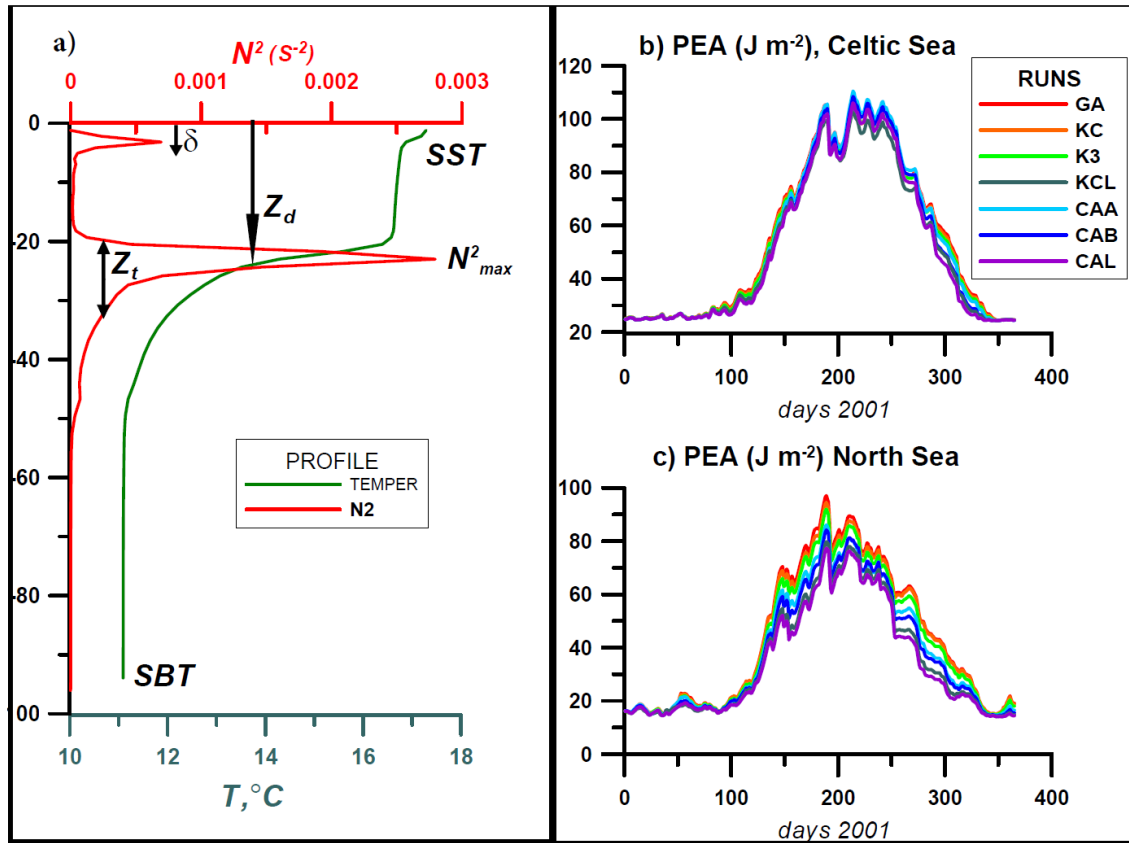 a)
N² (S⁻²)
0 0.001 0.002 0.003
0
δ
SST
Z_d
-20
Z_t
N²_max
-40
PROFILE
TEMPER
N2
-60
-80
SBT
00
10 12 14 16 18
T,°C
b) PEA (J m⁻²), Celtic Sea
120
100
80
60
40
20
0 100 200 300 400
days 2001
RUNS
GA
KC
K3
KCL
CAA
CAB
CAL
c) PEA (J m⁻²) North Sea
100
80
60
40
20
0
0 100 200 300 400
days 2001